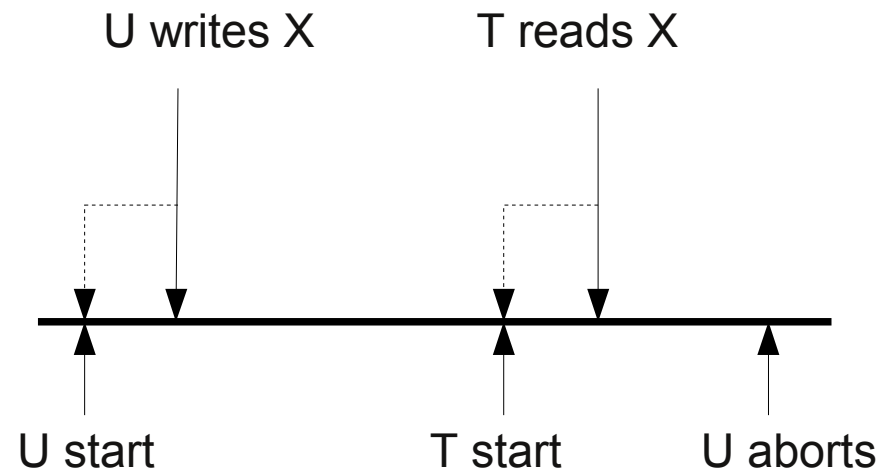 U writes X
T reads X
U start
T start
U aborts